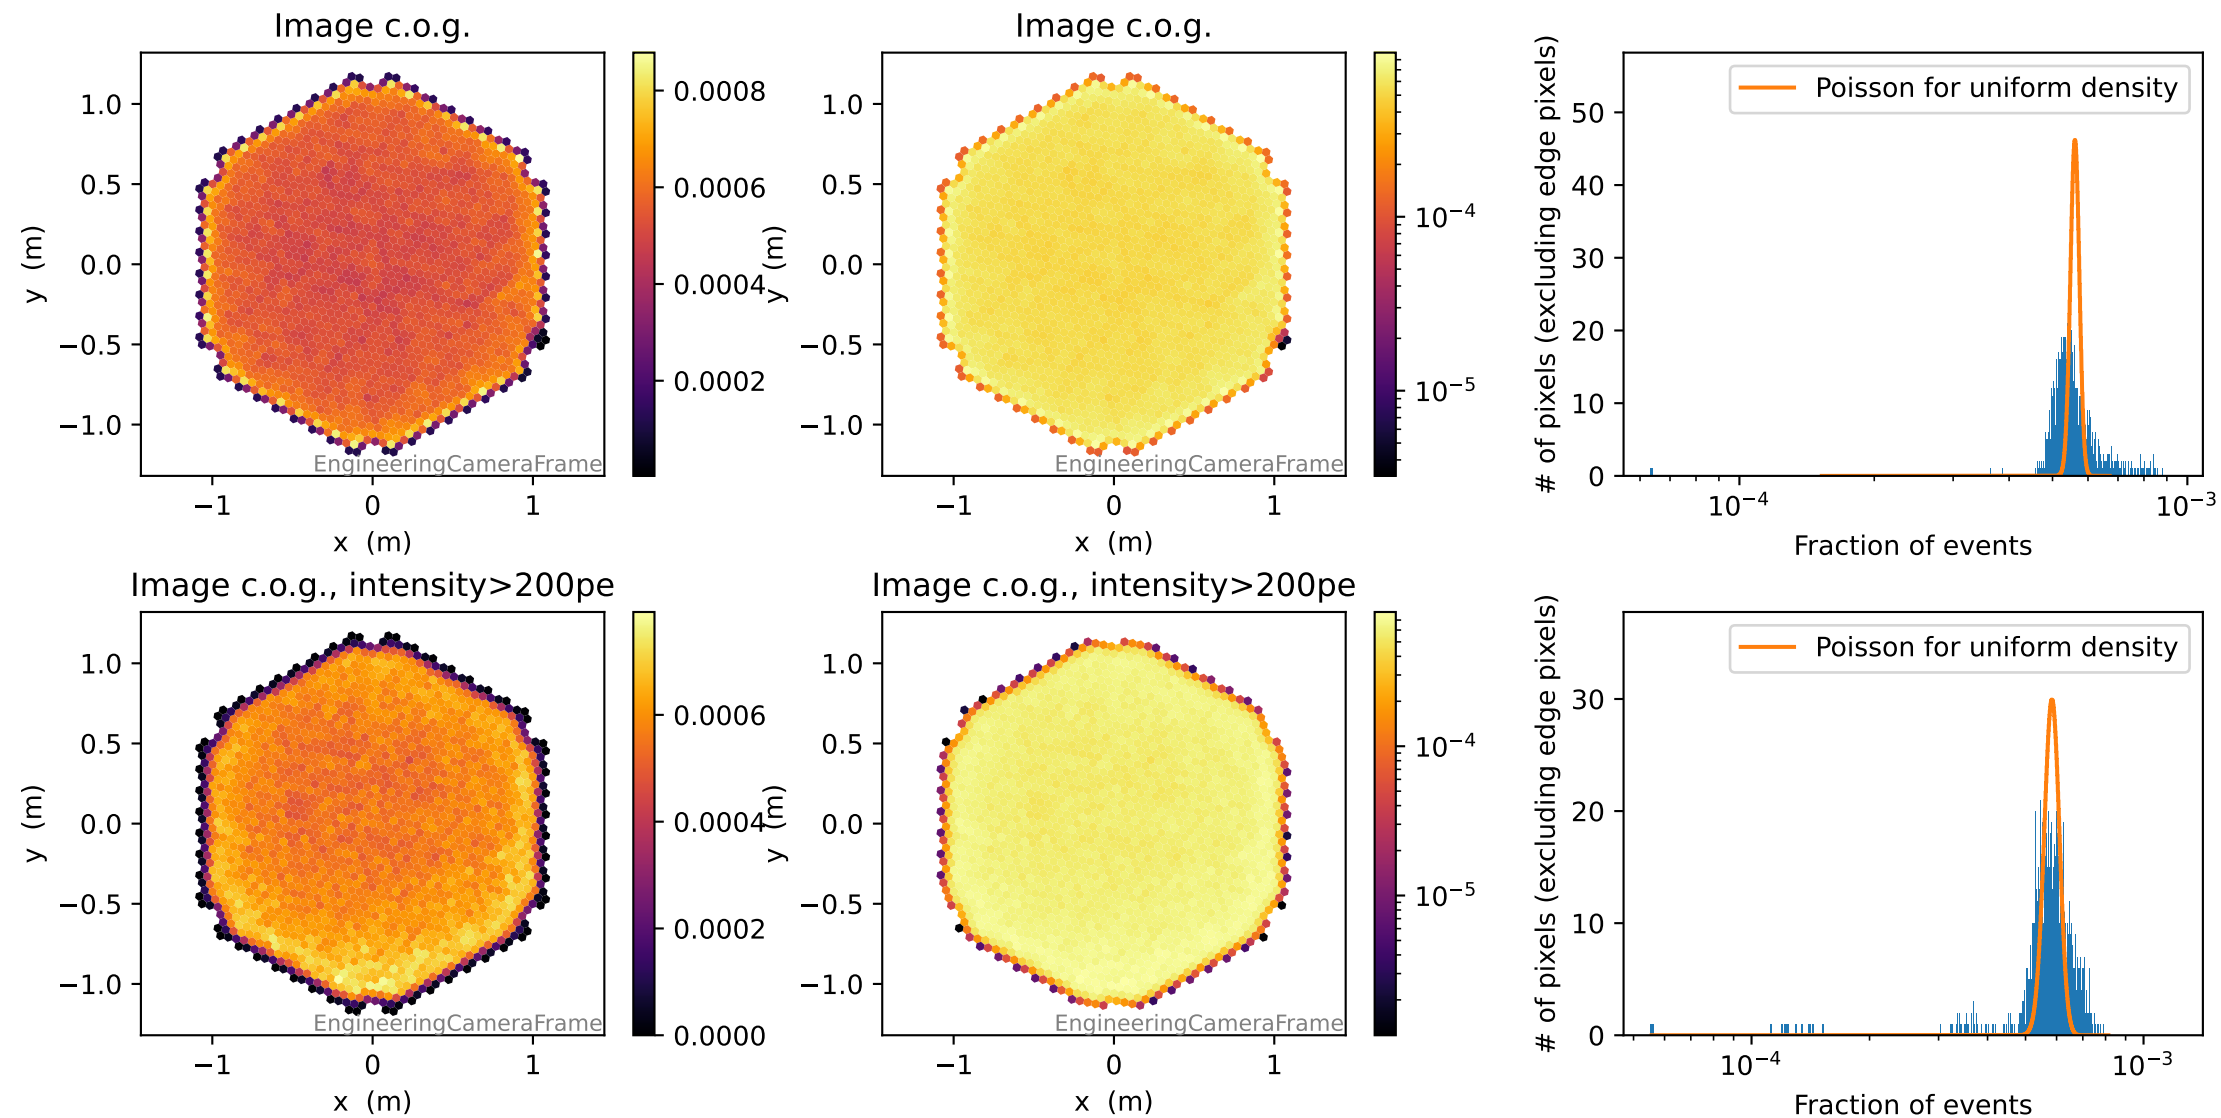 Image c.o.g.
1.0
0.5
0.0
−0.5
−1.0
y (m)
−1
0
1
x (m)
EngineeringCameraFrame
0.0008
0.0006
0.0004
0.0002
Image c.o.g.
1.0
0.5
0.0
−0.5
−1.0
y (m)
−1
0
1
x (m)
EngineeringCameraFrame
10⁻⁴
10⁻⁵
# of pixels (excluding edge pixels)
50
40
30
20
10
0
Poisson for uniform density
10⁻⁴
10⁻³
Fraction of events
Image c.o.g., intensity>200pe
1.0
0.5
0.0
−0.5
−1.0
y (m)
−1
0
1
x (m)
EngineeringCameraFrame
0.0006
0.0004
0.0002
0.0000
Image c.o.g., intensity>200pe
1.0
0.5
0.0
−0.5
−1.0
y (m)
−1
0
1
x (m)
EngineeringCameraFrame
10⁻⁴
10⁻⁵
# of pixels (excluding edge pixels)
30
20
10
0
Poisson for uniform density
10⁻⁴
10⁻³
Fraction of events